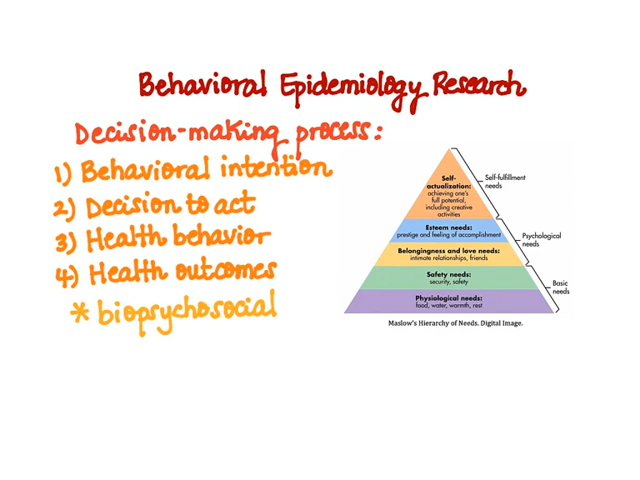 Behavioral Epidemiology Research
Decision-making process:
1) Behavioral intention
2) Decision to act
3) Health behavior
4) Health outcomes
* biopsychosocial
Self-
actualization:
achieving one's
full potential,
including creative
activities
Self-fulfillment
needs
Esteem needs:
prestige and feeling of accomplishment
Psychological
needs
Belongingness and love needs:
intimate relationships, friends
Safety needs:
security, safety
Basic
needs
Physiological needs:
food, water, warmth, rest
Maslow's Hierarchy of Needs. Digital Image.